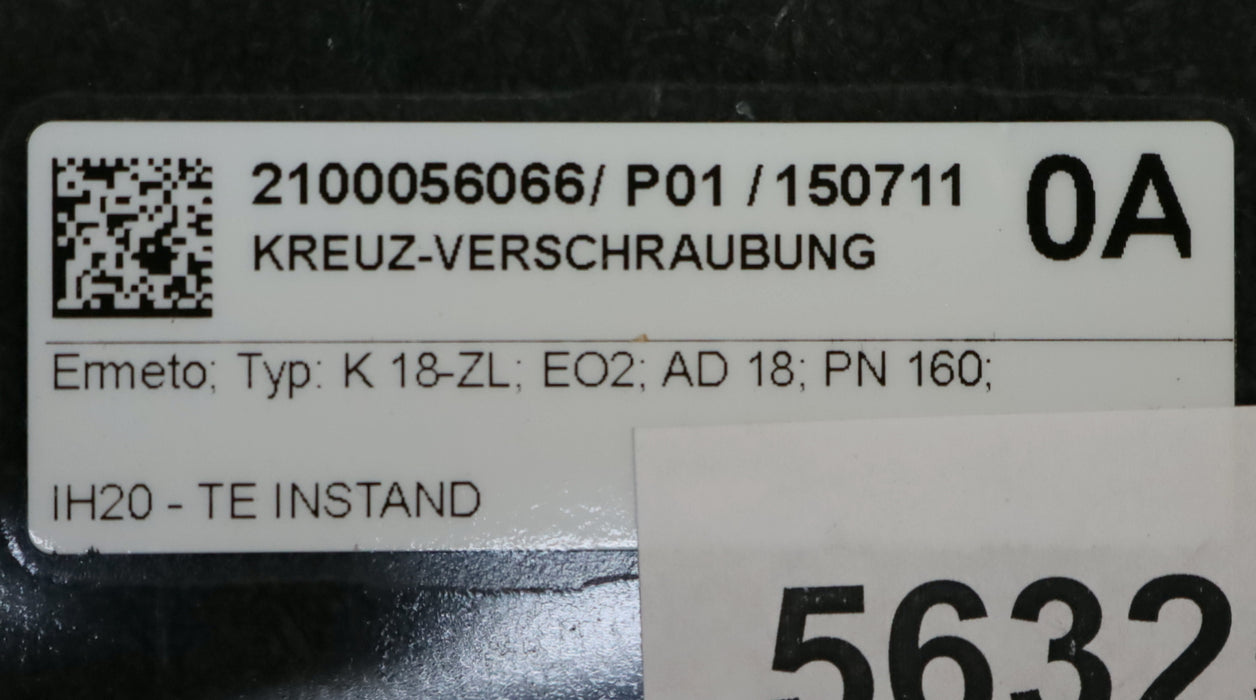 2100056066/ P01 /150711
0A
KREUZ-VERSCHRAUBUNG
Ermeto; Typ: K 18-ZL; EO2; AD 18; PN 160;
IH20 - TE INSTAND
5632